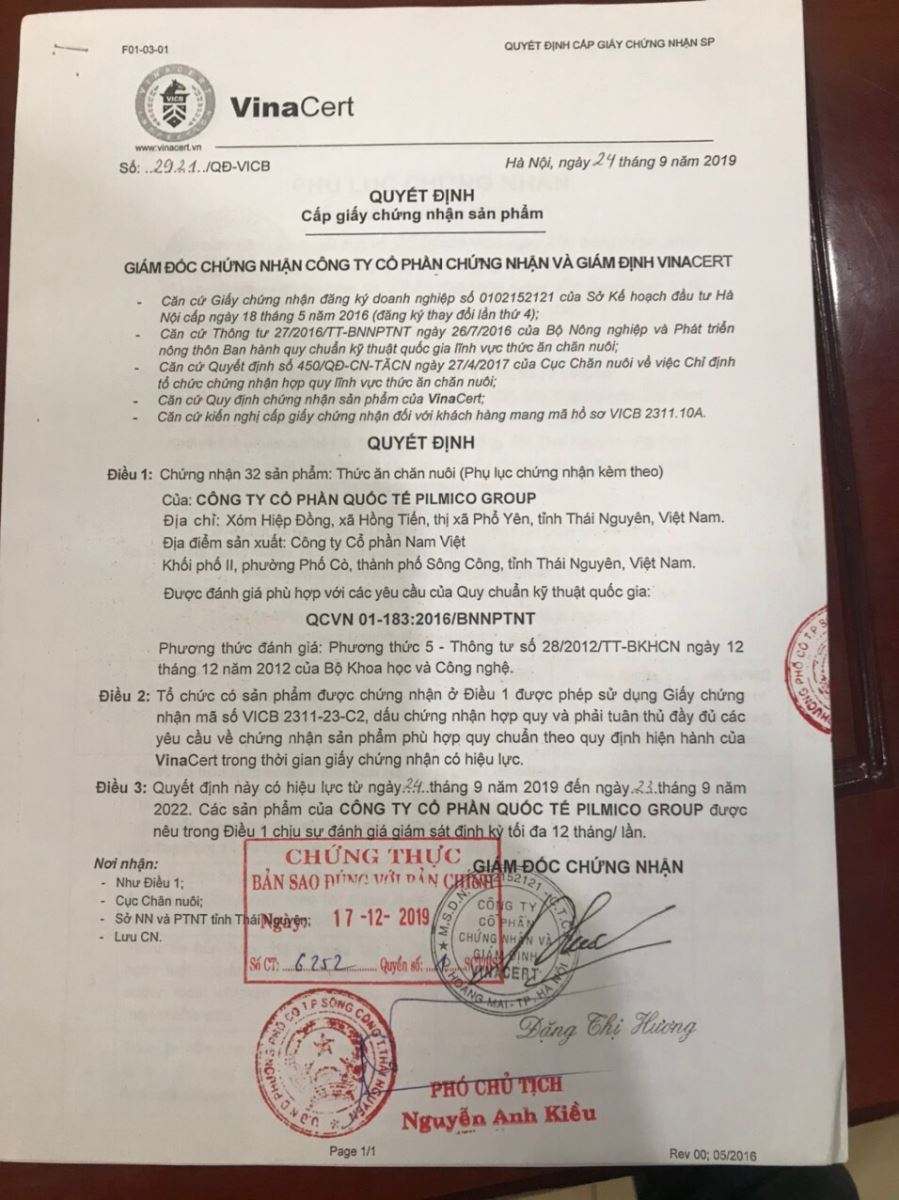 F01-03-01
QUYẾT ĐỊNH CẤP GIẤY CHỨNG NHẬN SP
VICB
VinaCert
www.vinacert.vn
Số: ..2921../QĐ-VICB
Hà Nội, ngày 24 tháng 9 năm 2019
QUYẾT ĐỊNH
Cấp giấy chứng nhận sản phẩm
GIÁM ĐỐC CHỨNG NHẬN CÔNG TY CỔ PHẦN CHỨNG NHẬN VÀ GIÁM ĐỊNH VINACERT
- Căn cứ Giấy chứng nhận đăng ký doanh nghiệp số 0102152121 của Sở Kế hoạch đầu tư Hà
Nội cấp ngày 18 tháng 5 năm 2016 (đăng ký thay đổi lần thứ 4);
- Căn cứ Thông tư 27/2016/TT-BNNPTNT ngày 26/7/2016 của Bộ Nông nghiệp và Phát triển
nông thôn Ban hành quy chuẩn kỹ thuật quốc gia lĩnh vực thức ăn chăn nuôi;
- Căn cứ Quyết định số 450/QĐ-CN-TĂCN ngày 27/4/2017 của Cục Chăn nuôi về việc Chỉ định
tổ chức chứng nhận hợp quy lĩnh vực thức ăn chăn nuôi;
- Căn cứ Quy định chứng nhận sản phẩm của VinaCert;
- Căn cứ kiến nghị cấp giấy chứng nhận đối với khách hàng mang mã hồ sơ VICB 2311.10A.
QUYẾT ĐỊNH
Điều 1: Chứng nhận 32 sản phẩm: Thức ăn chăn nuôi (Phụ lục chứng nhận kèm theo)
Của: CÔNG TY CỔ PHẦN QUỐC TẾ PILMICO GROUP
Địa chỉ: Xóm Hiệp Đồng, xã Hồng Tiến, thị xã Phổ Yên, tỉnh Thái Nguyên, Việt Nam.
Địa điểm sản xuất: Công ty Cổ phần Nam Việt
Khối phố II, phường Phố Cò, thành phố Sông Công, tỉnh Thái Nguyên, Việt Nam.
Được đánh giá phù hợp với các yêu cầu của Quy chuẩn kỹ thuật quốc gia:
QCVN 01-183:2016/BNNPTNT
Phương thức đánh giá: Phương thức 5 - Thông tư số 28/2012/TT-BKHCN ngày 12
tháng 12 năm 2012 của Bộ Khoa học và Công nghệ.
Điều 2: Tổ chức có sản phẩm được chứng nhận ở Điều 1 được phép sử dụng Giấy chứng
nhận mã số VICB 2311-23-C2, dấu chứng nhận hợp quy và phải tuân thủ đầy đủ các
yêu cầu về chứng nhận sản phẩm phù hợp quy chuẩn theo quy định hiện hành của
VinaCert trong thời gian giấy chứng nhận có hiệu lực.
Điều 3: Quyết định này có hiệu lực từ ngày.24..tháng 9 năm 2019 đến ngày.23.tháng 9 năm
2022. Các sản phẩm của CÔNG TY CỔ PHẦN QUỐC TẾ PILMICO GROUP được
nêu trong Điều 1 chịu sự đánh giá giám sát định kỳ tối đa 12 tháng/ lần.
Nơi nhận:
- Như Điều 1;
- Cục Chăn nuôi;
- Sở NN và PTNT tỉnh Thái Nguyên;
- Lưu CN.
GIÁM ĐỐC CHỨNG NHẬN
CHỨNG THỰC
BẢN SAO ĐÚNG VỚI BẢN CHÍNH
Ngày: 17-12-2019
Số CT: 6252 Quyển số: 1 SCT/BS
CÔNG TY
CỔ PHẦN
CHỨNG NHẬN VÀ
GIÁM ĐỊNH
VINACERT
Q. HOÀNG MAI - TP. HÀ NỘI
Đặng Thị Hương
U.B.N.D PHƯỜNG PHỐ CÒ T.P SÔNG CÔNG T.THÁI NGUYÊN
PHÓ CHỦ TỊCH
Nguyễn Anh Kiều
Page 1/1
Rev 00; 05/2016